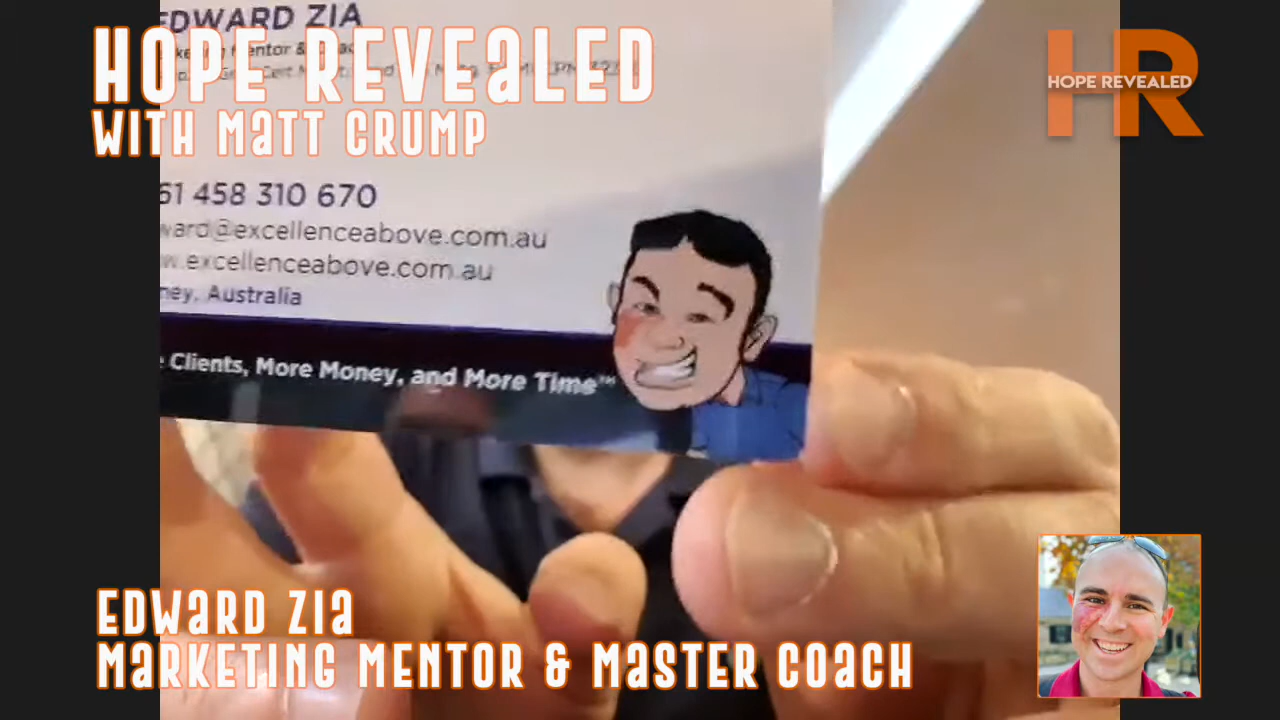 EDWARD ZIA
HOPE REVEALED
WITH MATT CRUMP
HR
HOPE REVEALED
61 458 310 670
ward@excellenceabove.com.au
w.excellenceabove.com.au
ney, Australia
Clients, More Money, and More Time™
EDWARD ZIA
MARKETING MENTOR & MASTER COACH